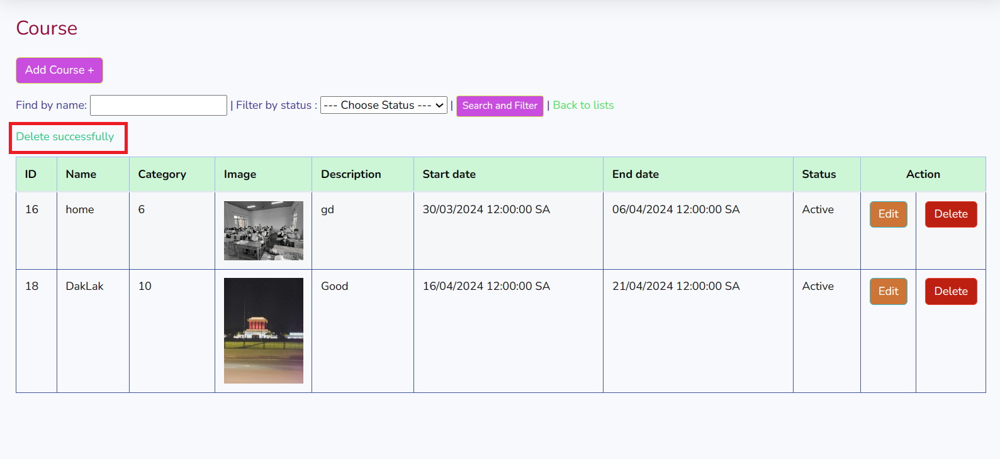 Course
Add Course +
Find by name: | Filter by status : --- Choose Status --- | Search and Filter | Back to lists
Delete successfully
ID Name Category Image Description Start date End date Status Action
16 home 6 gd 30/03/2024 12:00:00 SA 06/04/2024 12:00:00 SA Active Edit Delete
18 DakLak 10 Good 16/04/2024 12:00:00 SA 21/04/2024 12:00:00 SA Active Edit Delete